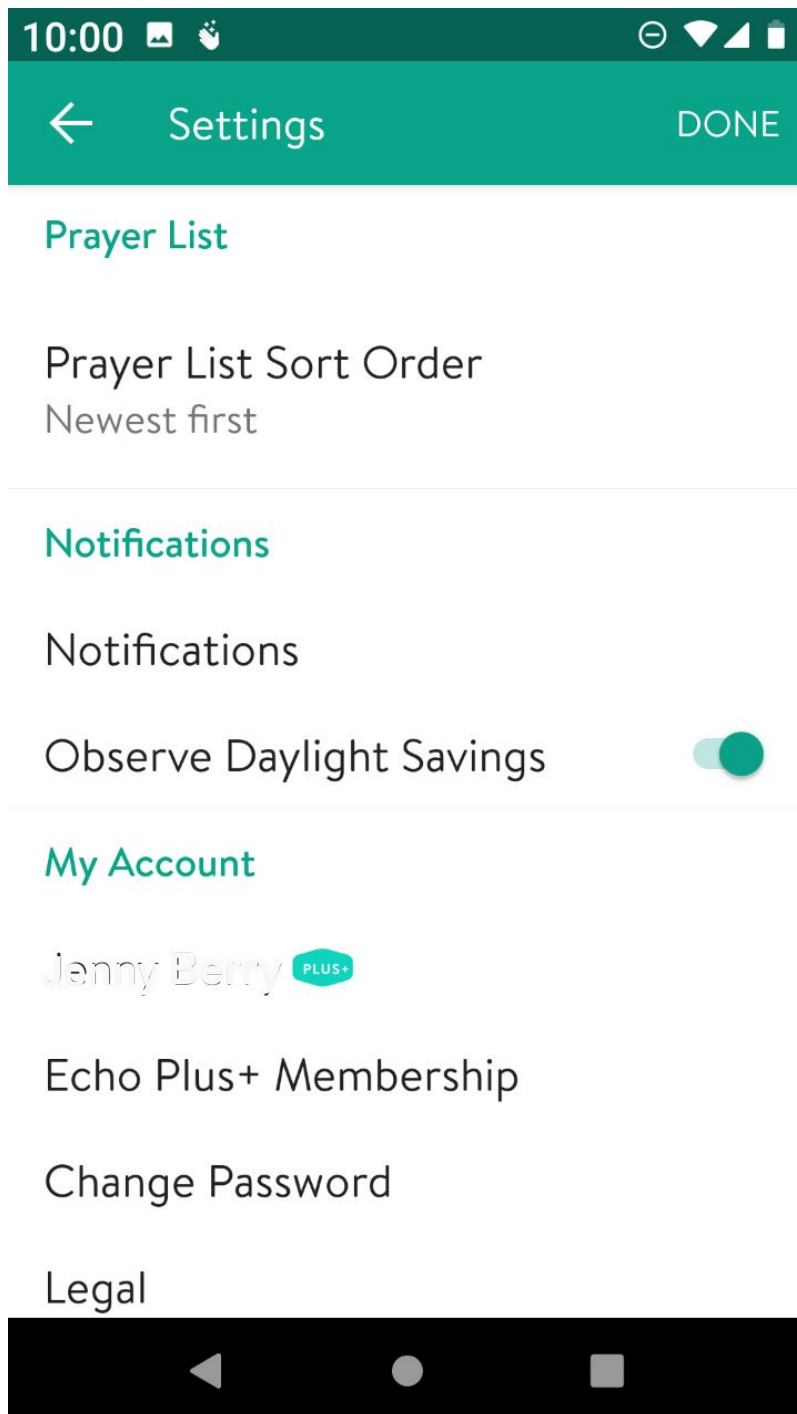 10:00
Settings
DONE
Prayer List
Prayer List Sort Order
Newest first
Notifications
Notifications
Observe Daylight Savings
My Account
Jenny Berry PLUS+
Echo Plus+ Membership
Change Password
Legal